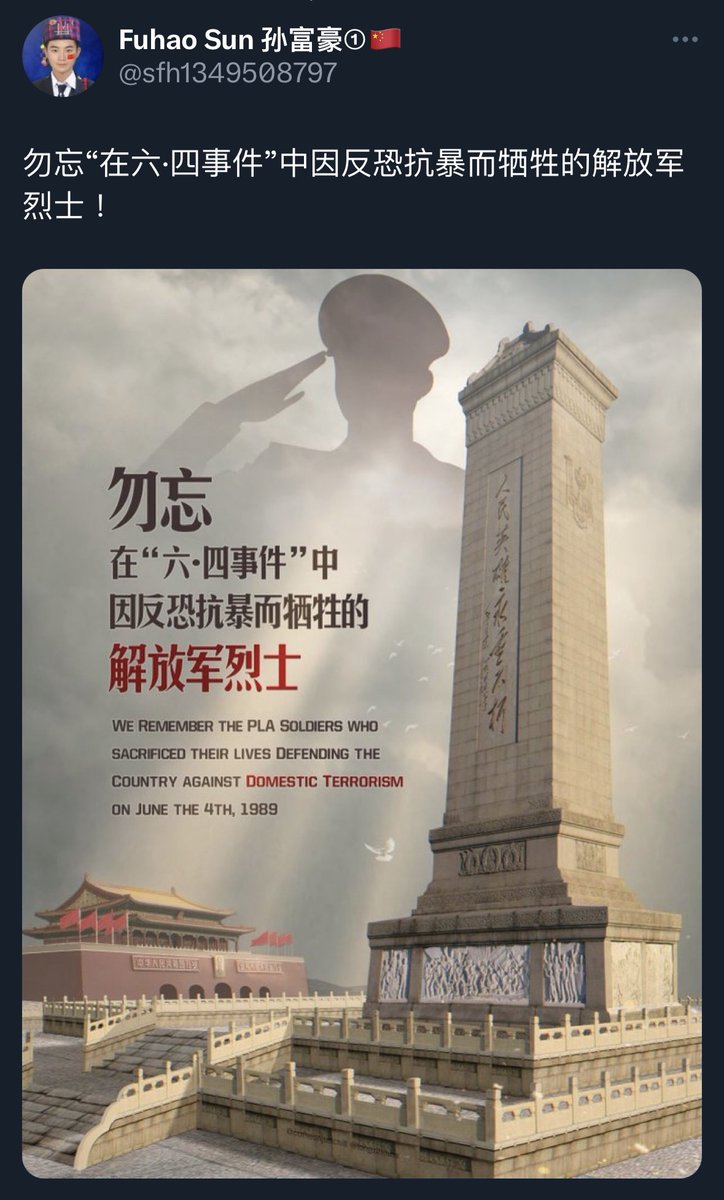 Fuhao Sun 孙富豪①🇨🇳
@sfh1349508797
勿忘“在六·四事件”中因反恐抗暴而牺牲的解放军
烈士！
勿忘
在“六·四事件”中
因反恐抗暴而牺牲的
解放军烈士
WE REMEMBER THE PLA SOLDIERS WHO
SACRIFICED THEIR LIVES DEFENDING THE
COUNTRY AGAINST DOMESTIC TERRORISM
ON JUNE THE 4TH, 1989
人民英雄永垂不朽